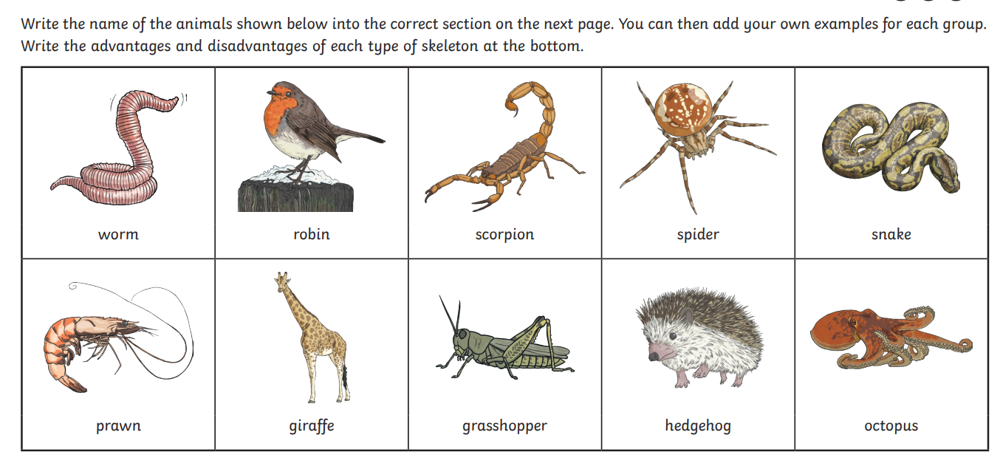 Write the name of the animals shown below into the correct section on the next page. You can then add your own examples for each group.
Write the advantages and disadvantages of each type of skeleton at the bottom.
worm
robin
scorpion
spider
snake
prawn
giraffe
grasshopper
hedgehog
octopus